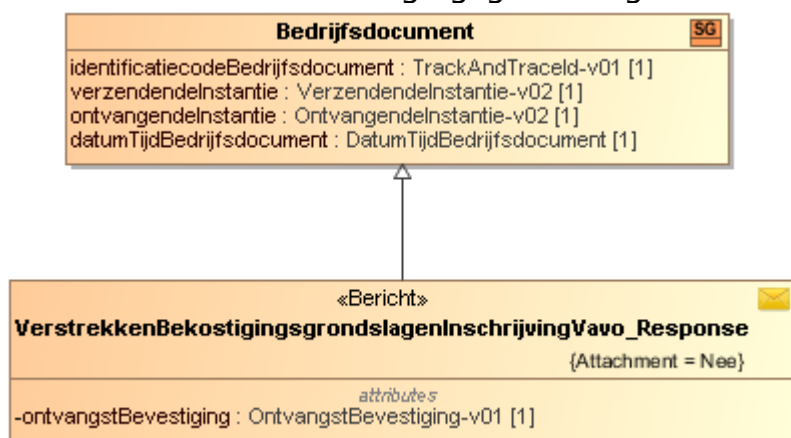 Bedrijfsdocument
SG
identificatiecodeBedrijfsdocument : TrackAndTraceId-v01 [1]
verzendendeInstantie : VerzendendeInstantie-v02 [1]
ontvangendeInstantie : OntvangendeInstantie-v02 [1]
datumTijdBedrijfsdocument : DatumTijdBedrijfsdocument [1]
«Bericht»
VerstrekkenBekostigingsgrondslagenInschrijvingVavo_Response
{Attachment = Nee}
attributes
-ontvangstBevestiging : OntvangstBevestiging-v01 [1]